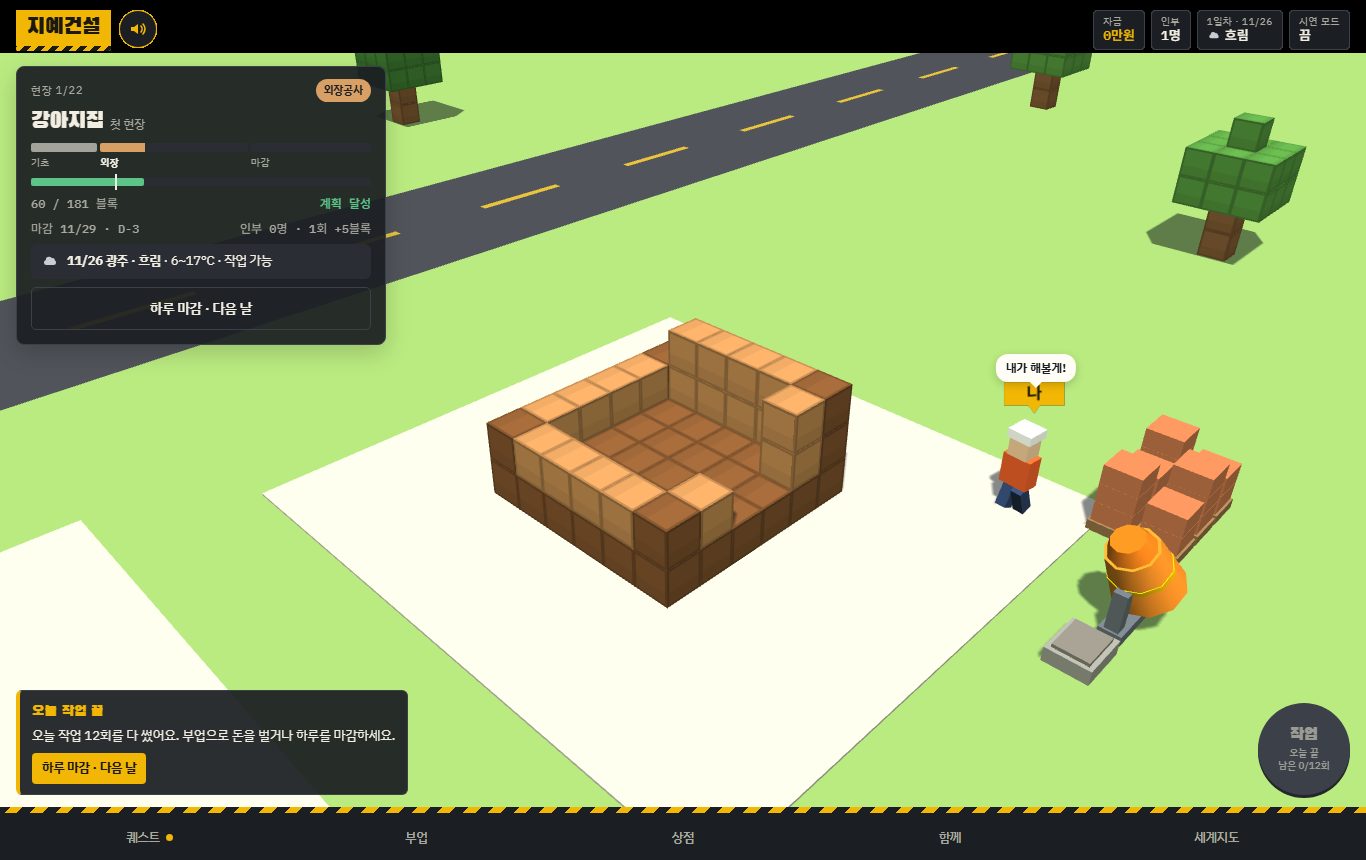 지예건설
자금
0만원
인부
1명
1일차 · 11/26
흐림
시연 모드
끔
현장 1/22
외장공사
강아지집 첫 현장
기초 외장 마감
60 / 181 블록 계획 달성
마감 11/29 · D-3 인부 0명 · 1회 +5블록
11/26 광주 · 흐림 · 6~17°C · 작업 가능
하루 마감 · 다음 날
내가 해볼게!
나
오늘 작업 끝
오늘 작업 12회를 다 썼어요. 부업으로 돈을 벌거나 하루를 마감하세요.
하루 마감 · 다음 날
작업
오늘 끝
남은 0/12회
퀘스트 부업 상점 함께 세계지도